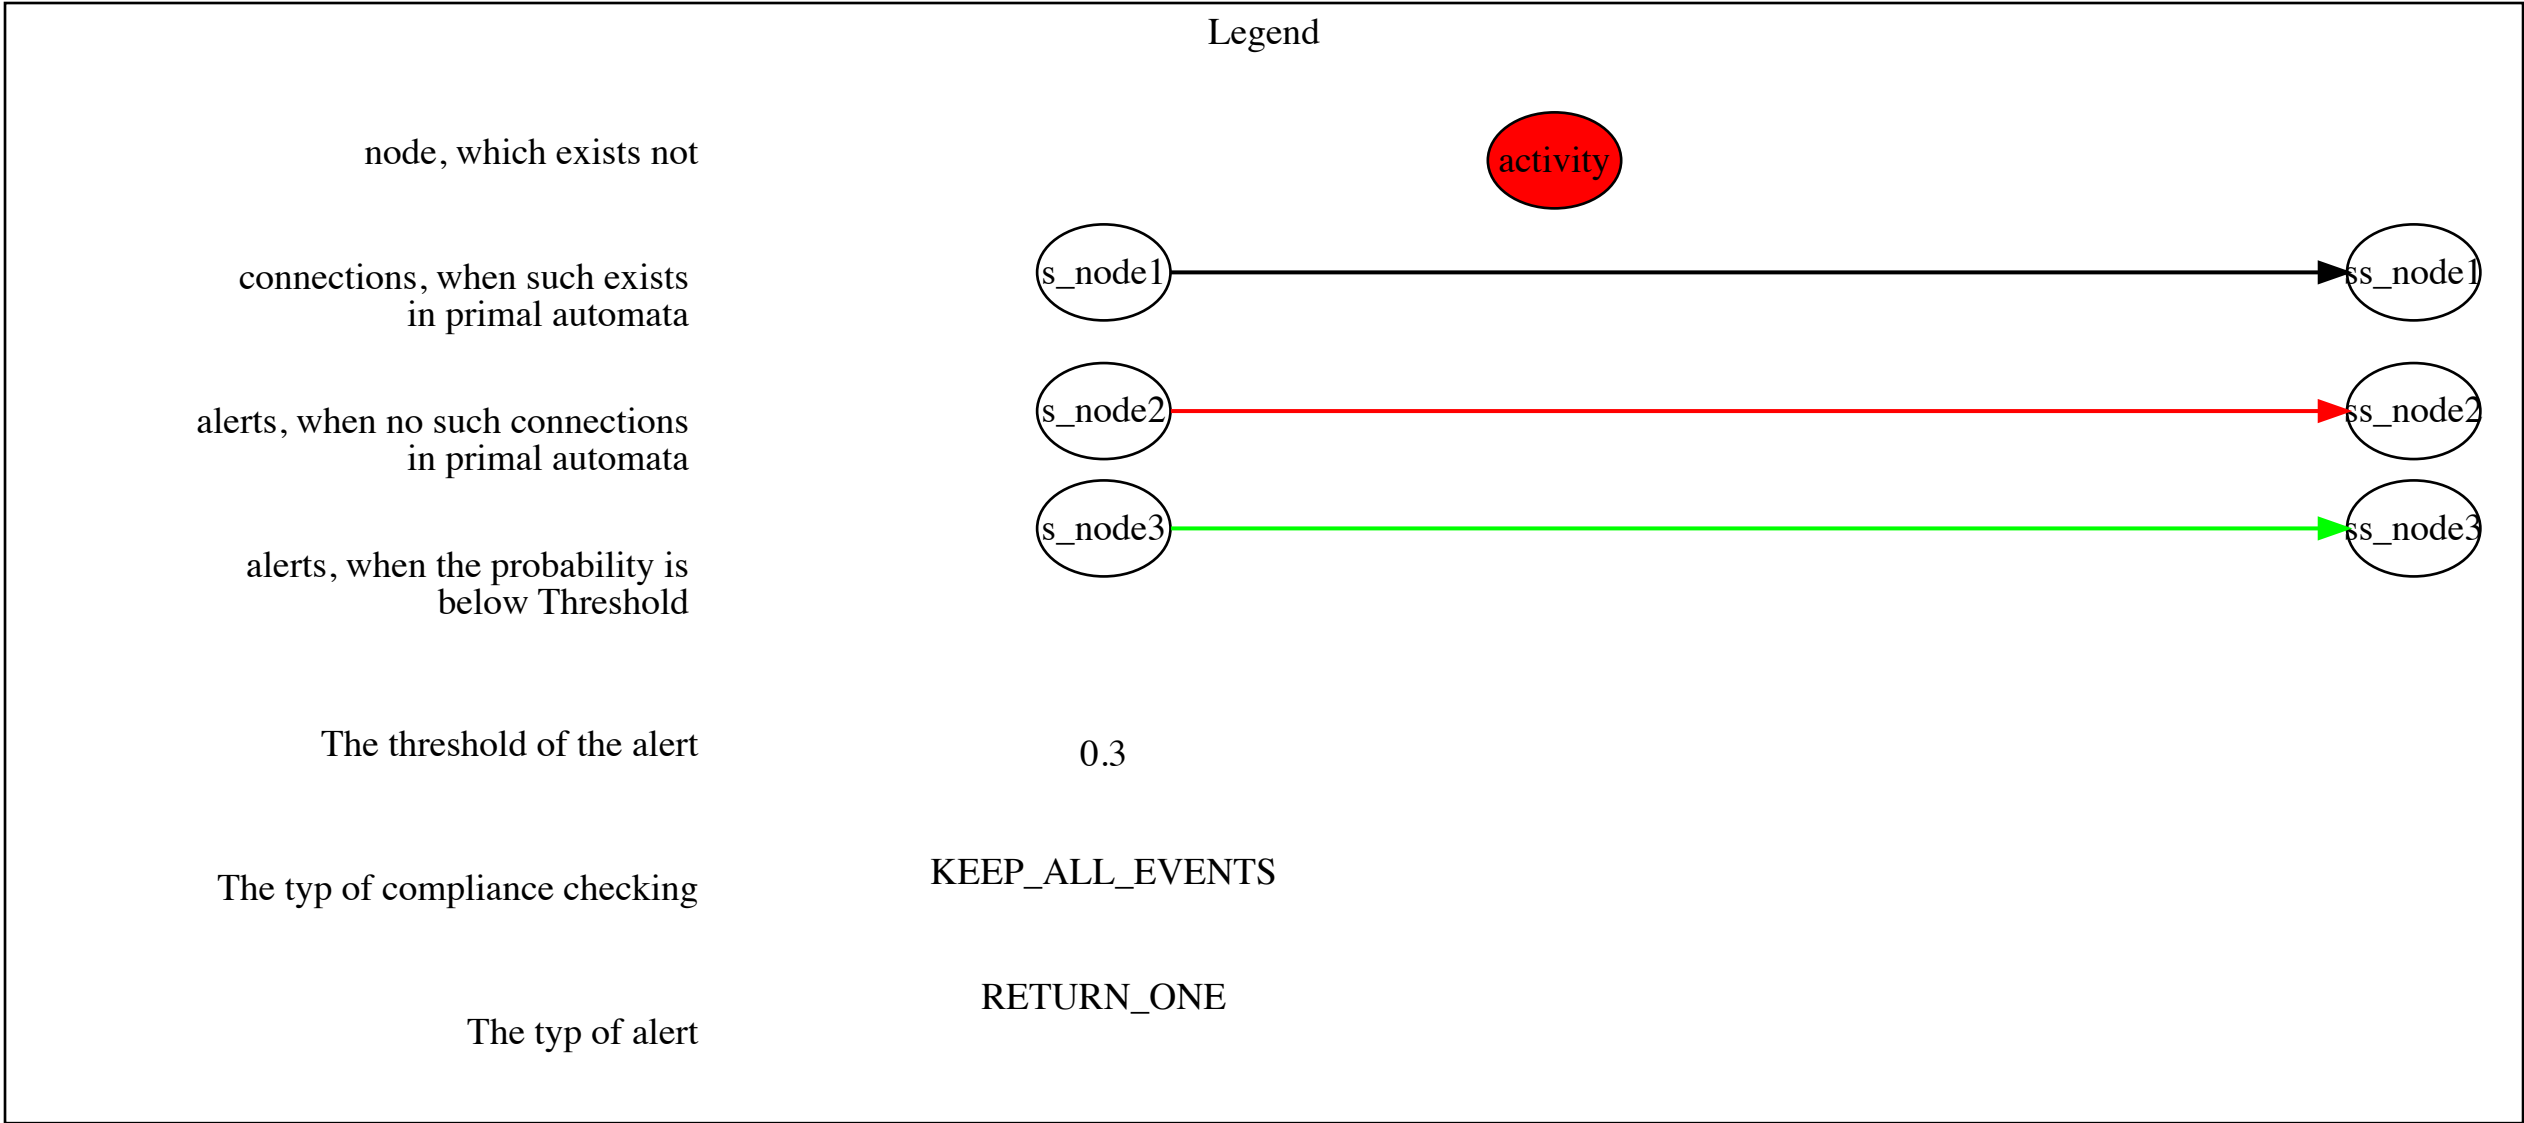 Legend
node, which exists not
activity
connections, when such exists
in primal automata
s_node1
ss_node1
alerts, when no such connections
in primal automata
s_node2
ss_node2
alerts, when the probability is
below Threshold
s_node3
ss_node3
The threshold of the alert
0.3
The typ of compliance checking
KEEP_ALL_EVENTS
The typ of alert
RETURN_ONE